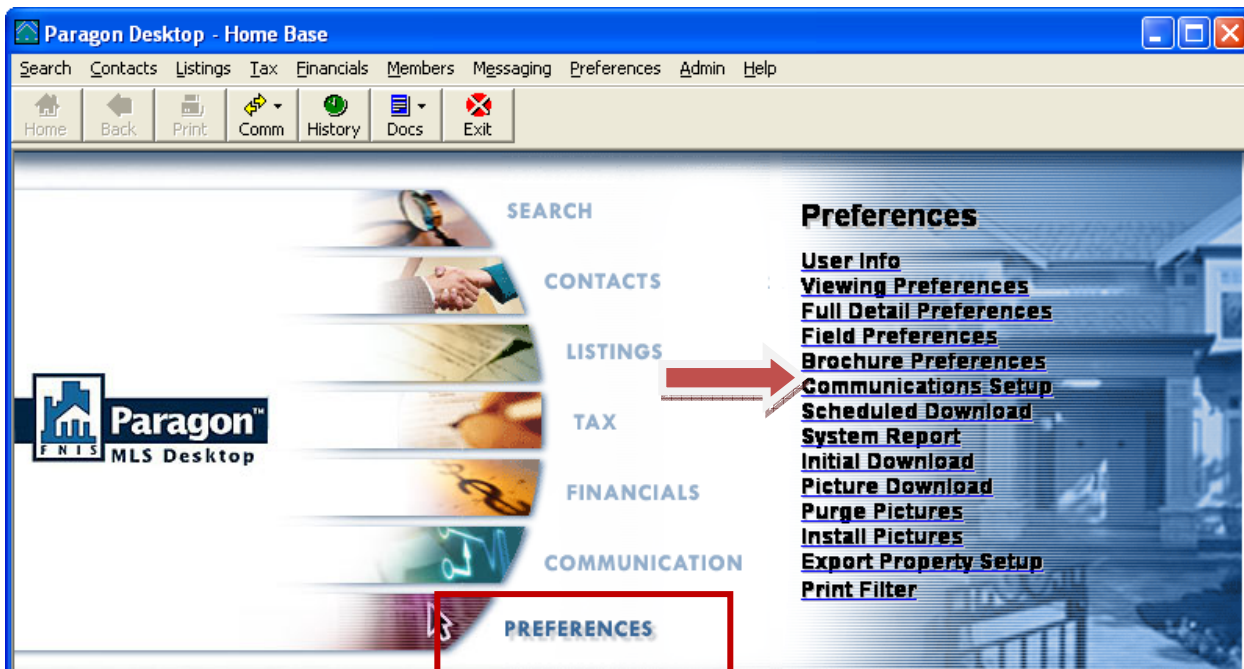 Paragon Desktop - Home Base
Search Contacts Listings Tax Financials Members Messaging Preferences Admin Help
Home Back Print Comm History Docs Exit
SEARCH
CONTACTS
LISTINGS
TAX
FINANCIALS
COMMUNICATION
PREFERENCES
Paragon™
FNIS
MLS Desktop
Preferences
User Info
Viewing Preferences
Full Detail Preferences
Field Preferences
Brochure Preferences
Communications Setup
Scheduled Download
System Report
Initial Download
Picture Download
Purge Pictures
Install Pictures
Export Property Setup
Print Filter